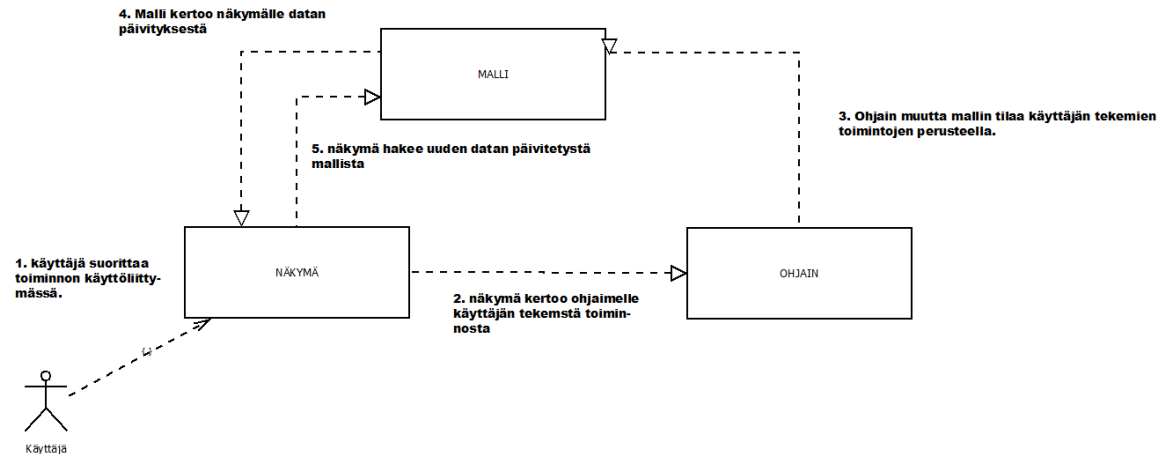 4. Malli kertoo näkymälle datan
päivityksestä
MALLI
3. Ohjain muutta mallin tilaa käyttäjän tekemien
toimintojen perusteella.
5. näkymä hakee uuden datan päivitetystä
mallista
1. käyttäjä suorittaa
toiminnon käyttöliitty-
mässä.
NÄKYMÄ
OHJAIN
2. näkymä kertoo ohjaimelle
käyttäjän tekemstä toimin-
nosta
Käyttäjä